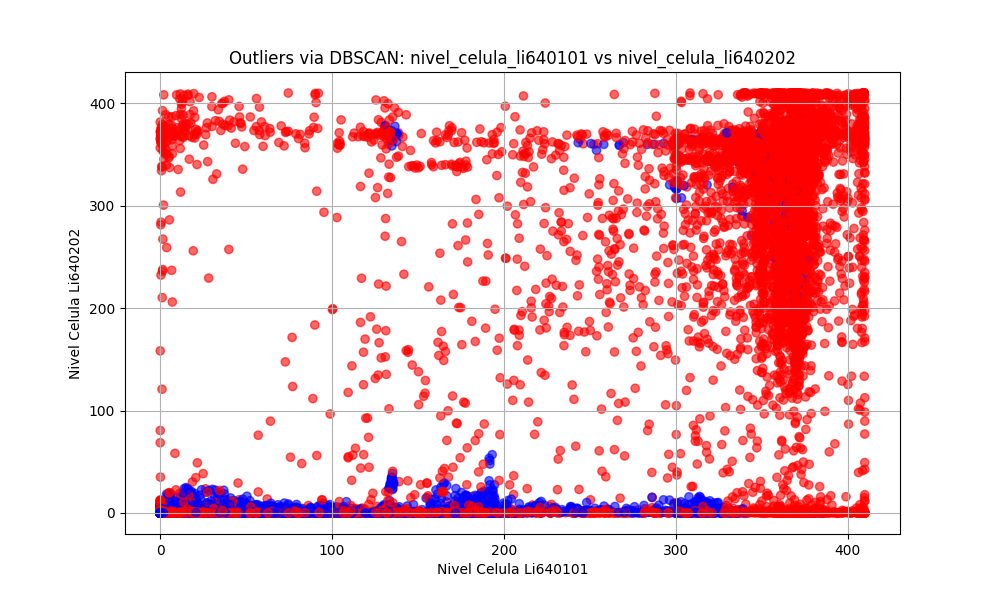 Outliers via DBSCAN: nivel_celula_li640101 vs nivel_celula_li640202
400
300
200
100
0
Nivel Celula Li640202
0 100 200 300 400
Nivel Celula Li640101